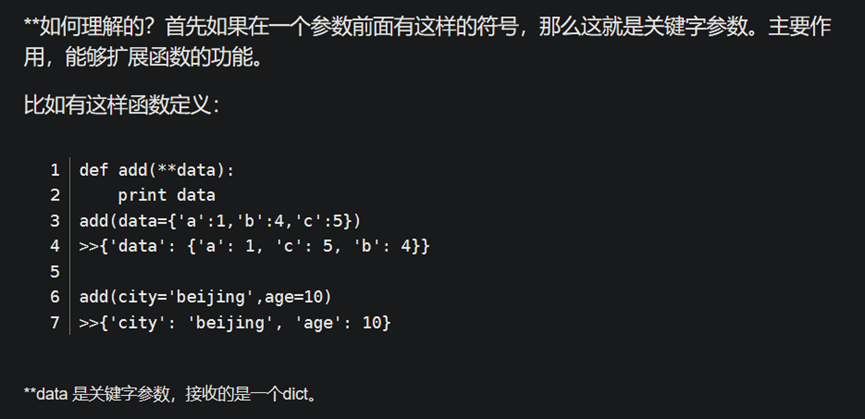 **如何理解的？首先如果在一个参数前面有这样的符号，那么这就是关键字参数。主要作
用，能够扩展函数的功能。
比如有这样函数定义：
1 def add(**data):
2     print data
3 add(data={'a':1,'b':4,'c':5})
4 >>{'data': {'a': 1, 'c': 5, 'b': 4}}
5
6 add(city='beijing',age=10)
7 >>{'city': 'beijing', 'age': 10}
**data 是关键字参数，接收的是一个dict。